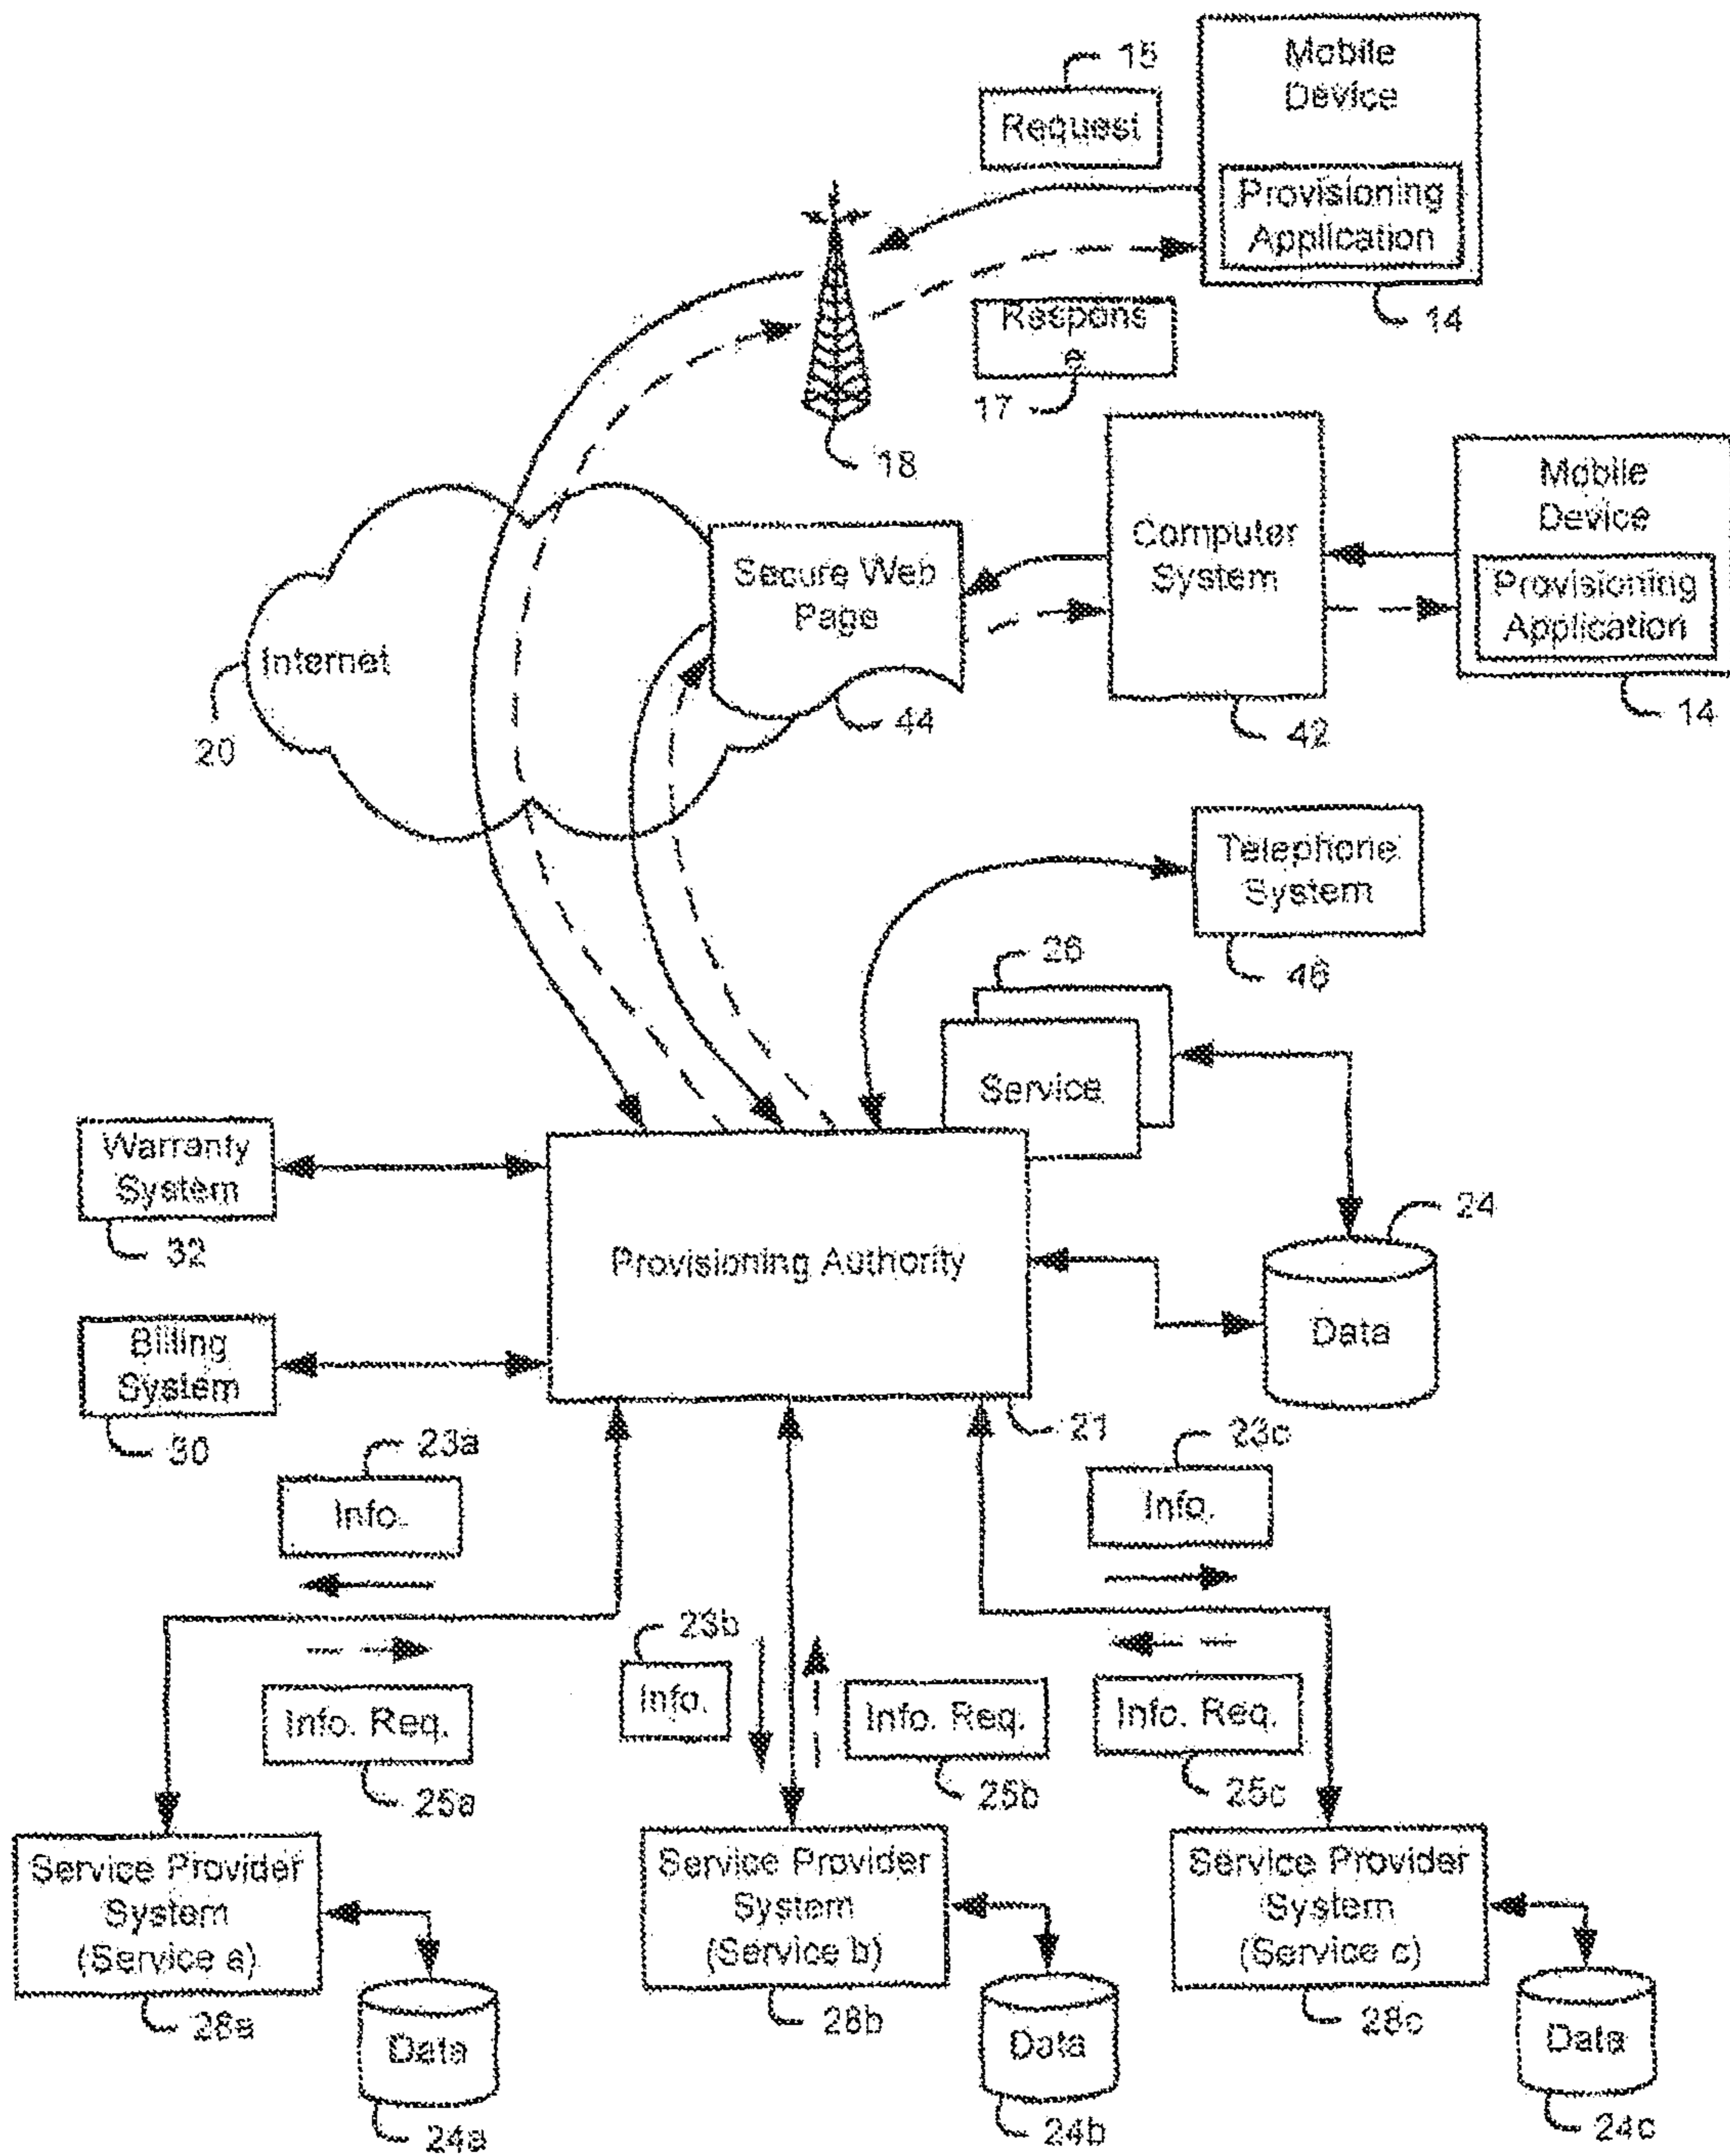 15
Mobile
Device
Request
Provisioning
Application
Respons
e
14
17
18
Mobile
Device
Computer
System
Secure Web
Page
Provisioning
Application
Internet
44
42
14
20
Telephone
System
26
46
Service
Warranty
System
24
32
Provisioning Authority
Data
Billing
System
30
21
23a
23c
Info.
Info.
23b
Info.
Info. Req.
Info. Req.
Info. Req.
25a
25b
25c
Service Provider
System
(Service a)
Service Provider
System
(Service b)
Service Provider
System
(Service c)
28a
28b
28c
Data
Data
Data
24a
24b
24c